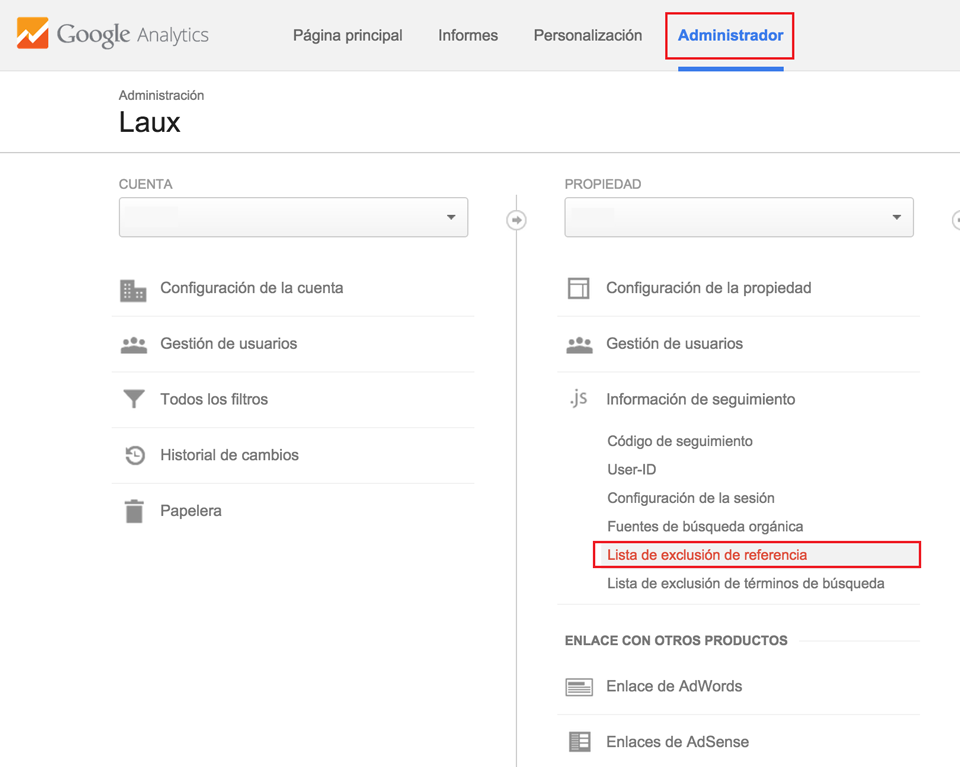 Google Analytics
Página principal
Informes
Personalización
Administrador
Administración
Laux
CUENTA
Configuración de la cuenta
Gestión de usuarios
Todos los filtros
Historial de cambios
Papelera
PROPIEDAD
Configuración de la propiedad
Gestión de usuarios
.js Información de seguimiento
Código de seguimiento
User-ID
Configuración de la sesión
Fuentes de búsqueda orgánica
Lista de exclusión de referencia
Lista de exclusión de términos de búsqueda
ENLACE CON OTROS PRODUCTOS
Enlace de AdWords
Enlaces de AdSense